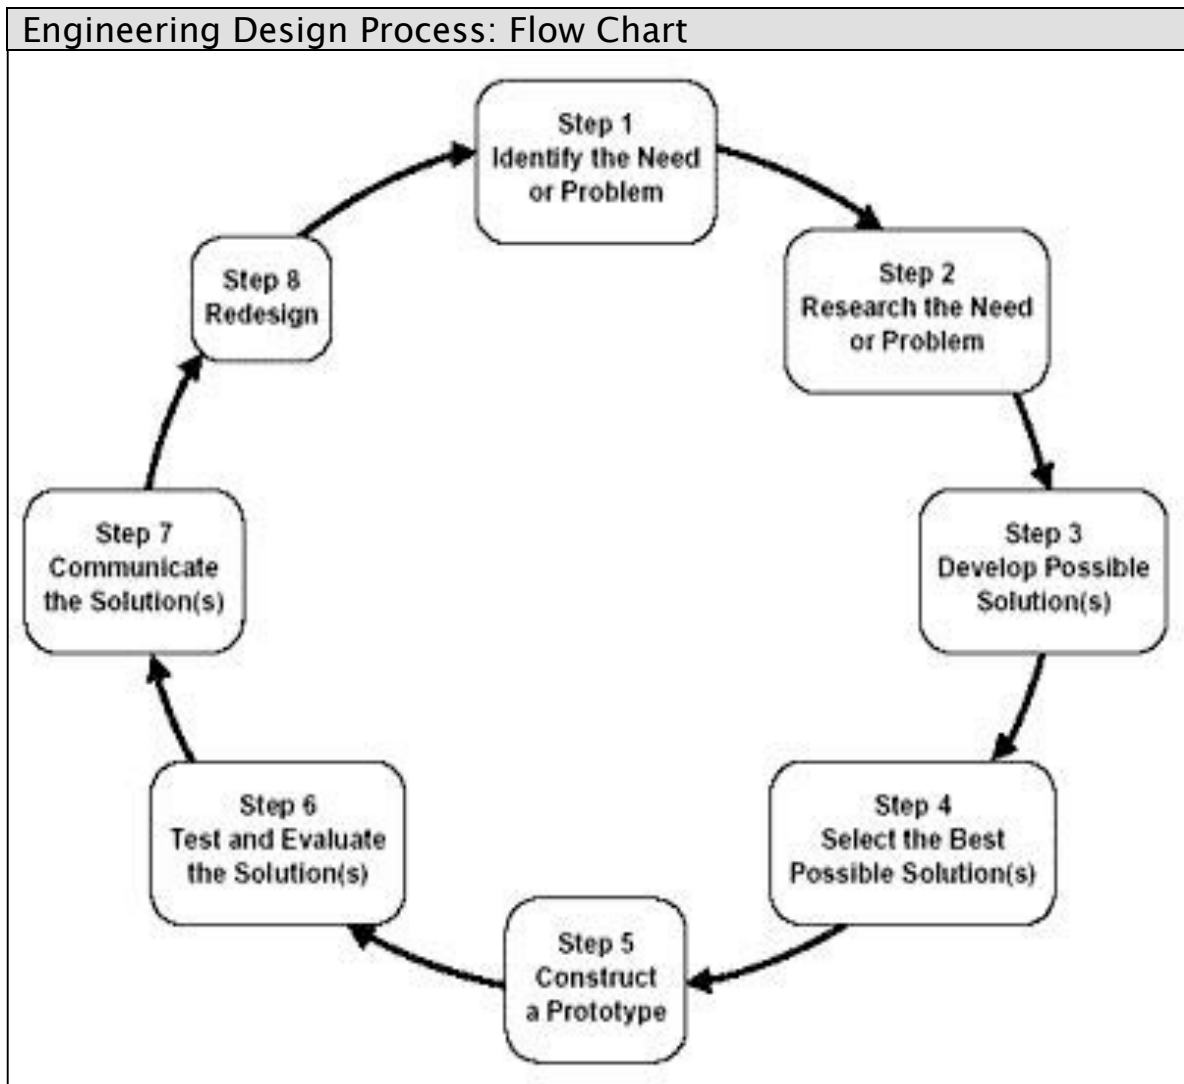 Engineering Design Process: Flow Chart
Step 1
Identify the Need
or Problem
Step 2
Research the Need
or Problem
Step 3
Develop Possible
Solution(s)
Step 4
Select the Best
Possible Solution(s)
Step 5
Construct
a Prototype
Step 6
Test and Evaluate
the Solution(s)
Step 7
Communicate
the Solution(s)
Step 8
Redesign